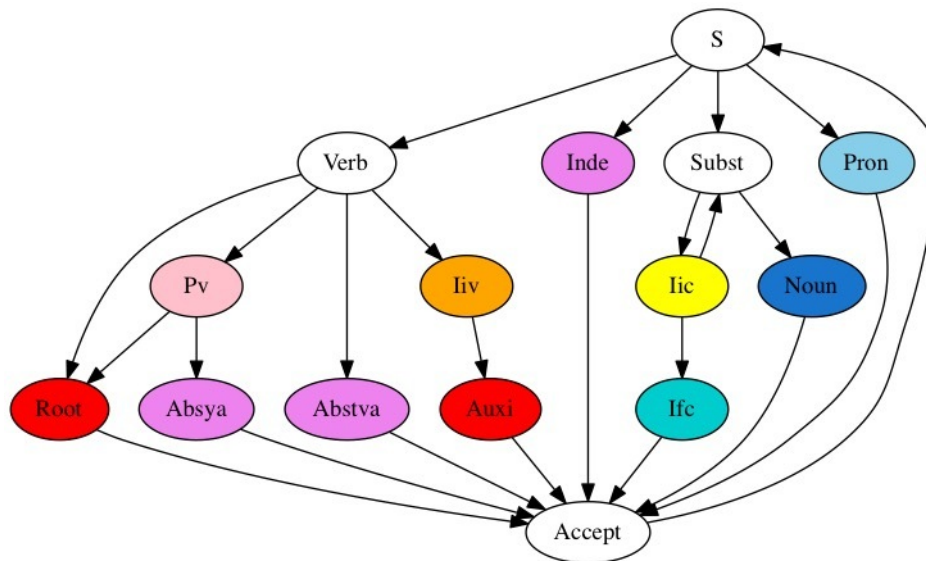 S
Verb
Inde
Subst
Pron
Pv
Iiv
Iic
Noun
Root
Absya
Abstva
Auxi
Ifc
Accept